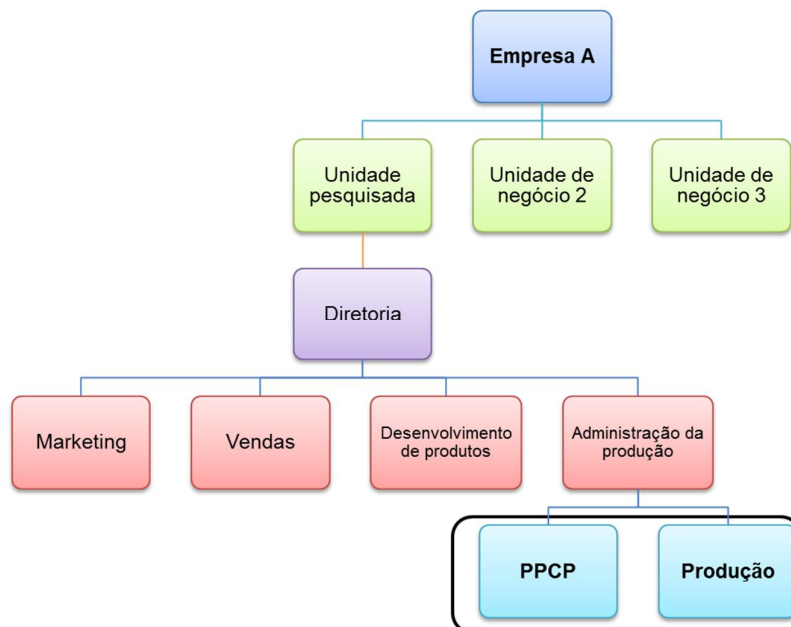 Empresa A
Unidade
pesquisada
Unidade de
negócio 2
Unidade de
negócio 3
Diretoria
Marketing
Vendas
Desenvolvimento
de produtos
Administração da
produção
PPCP
Produção